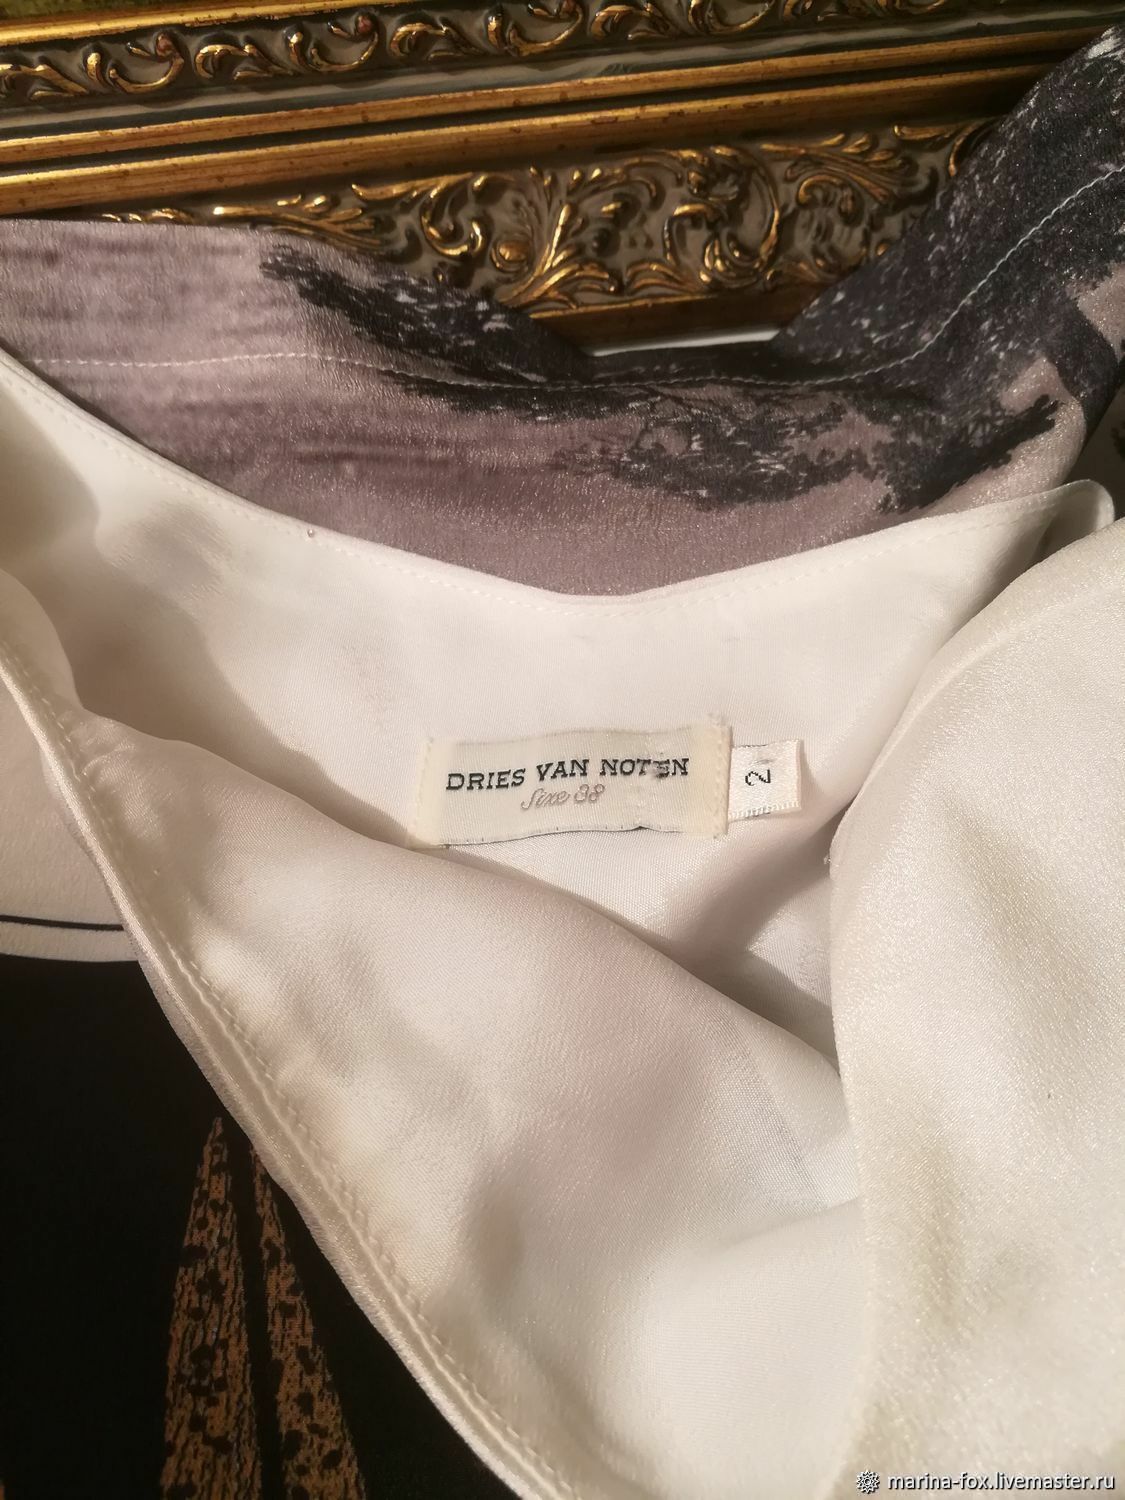 DRIES VAN NOTEN
Size 38
2
marina-fox.livemaster.ru